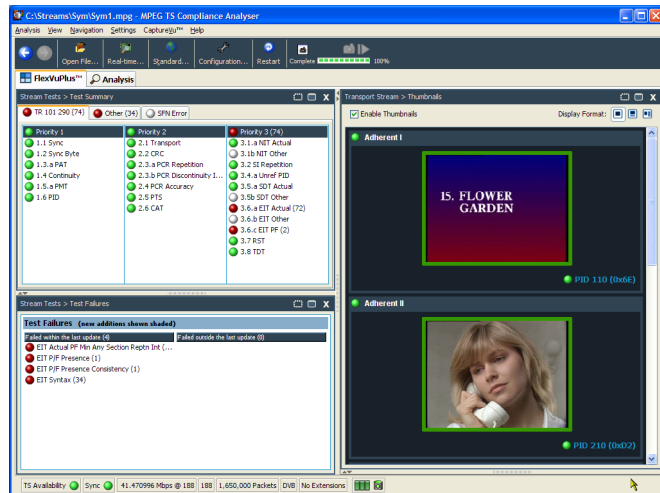 C:\Streams\Sym\Sym1.mpg - MPEG TS Compliance Analyser
Analysis View Navigation Settings CaptureVu™ Help
Open File... Real-time... Standard... Configuration... Restart Complete 100%
FlexVuPlus™ Analysis
Stream Tests > Test Summary
TR 101 290 (74) Other (34) SFN Error
Priority 1
1.1 Sync
1.2 Sync Byte
1.3.a PAT
1.4 Continuity
1.5.a PMT
1.6 PID
Priority 2
2.1 Transport
2.2 CRC
2.3.a PCR Repetition
2.3.b PCR Discontinuity I...
2.4 PCR Accuracy
2.5 PTS
2.6 CAT
Priority 3 (74)
3.1.a NIT Actual
3.1b NIT Other
3.2 SI Repetition
3.4.a Unref PID
3.5.a SDT Actual
3.5b SDT Other
3.6.a EIT Actual (72)
3.6.b EIT Other
3.6.c EIT PF (2)
3.7 RST
3.8 TDT
Stream Tests > Test Failures
Test Failures (new additions shown shaded)
Failed within the last update (4) Failed outside the last update (0)
EIT Actual PF Min Any Section Reptn Int (...
EIT P/F Presence (1)
EIT P/F Presence Consistency (1)
EIT Syntax (34)
Transport Stream > Thumbnails
Enable Thumbnails Display Format:
Adherent I
15. FLOWER
GARDEN
PID 110 (0x6E)
Adherent II
PID 210 (0xD2)
TS Availability Sync 41.470996 Mbps @ 188 188 1,650,000 Packets DVB No Extensions